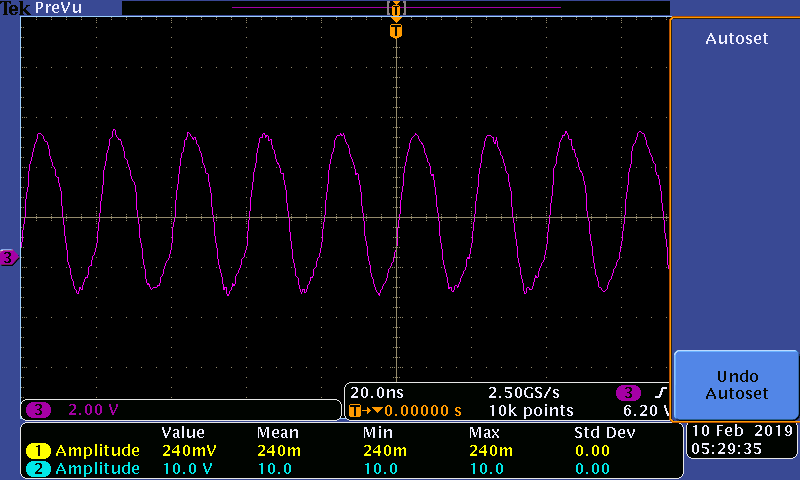 Tek PreVu
T
T
Autoset
3
20.0ns 2.50GS/s 3
3 2.00 V
T→▼0.00000 s 10k points 6.20 V
Undo
Autoset
Value Mean Min Max Std Dev
1 Amplitude 240mV 240m 240m 240m 0.00
2 Amplitude 10.0 V 10.0 10.0 10.0 0.00
10 Feb 2019
05:29:35